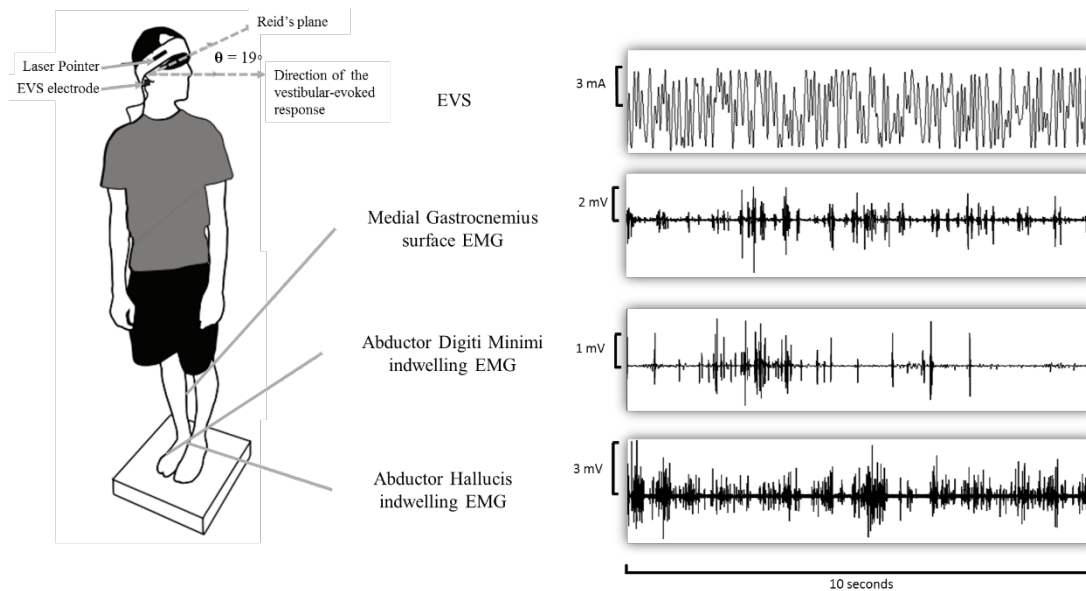 Reid's plane
Laser Pointer
θ = 19°
EVS electrode
Direction of the
vestibular-evoked
response
EVS
3 mA
Medial Gastrocnemius
surface EMG
2 mV
Abductor Digiti Minimi
indwelling EMG
1 mV
Abductor Hallucis
indwelling EMG
3 mV
10 seconds